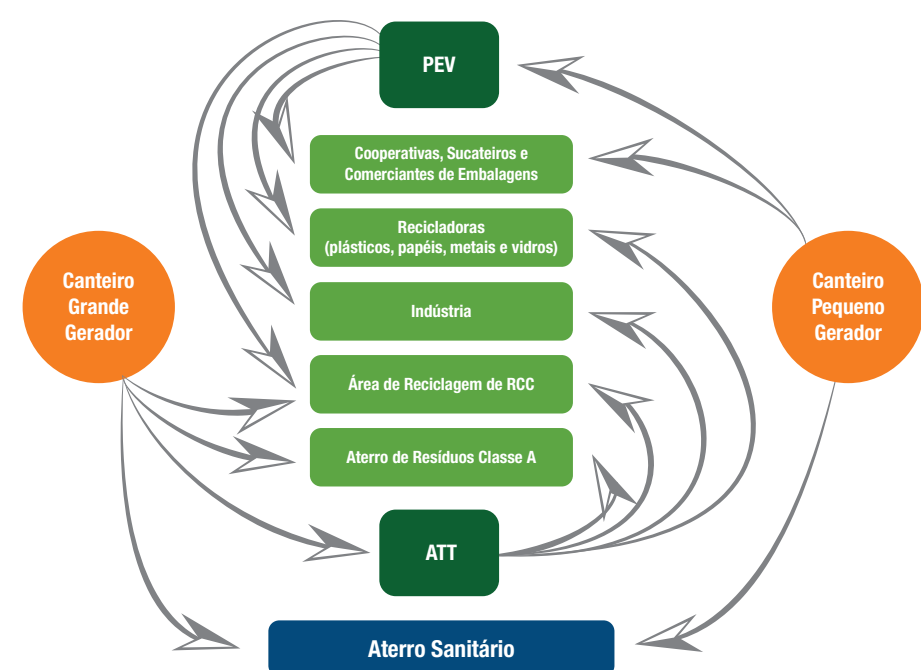 PEV
Cooperativas, Sucateiros e
Comerciantes de Embalagens
Recicladoras
(plásticos, papéis, metais e vidros)
Canteiro
Grande
Gerador
Indústria
Canteiro
Pequeno
Gerador
Área de Reciclagem de RCC
Aterro de Resíduos Classe A
ATT
Aterro Sanitário